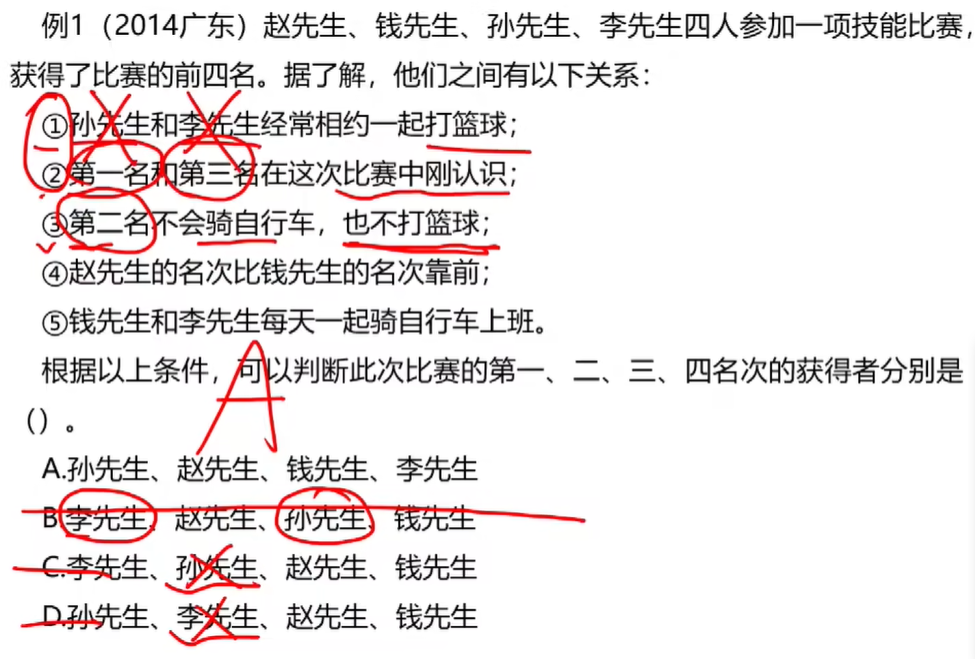 例1（2014广东）赵先生、钱先生、孙先生、李先生四人参加一项技能比赛，
获得了比赛的前四名。据了解，他们之间有以下关系：
①孙先生和李先生经常相约一起打篮球；
②第一名和第三名在这次比赛中刚认识；
③第二名不会骑自行车，也不打篮球；
④赵先生的名次比钱先生的名次靠前；
⑤钱先生和李先生每天一起骑自行车上班。
根据以上条件，可以判断此次比赛的第一、二、三、四名次的获得者分别是
（）。
A
A.孙先生、赵先生、钱先生、李先生
B.李先生、赵先生、孙先生、钱先生
C.李先生、孙先生、赵先生、钱先生
D.孙先生、李先生、赵先生、钱先生